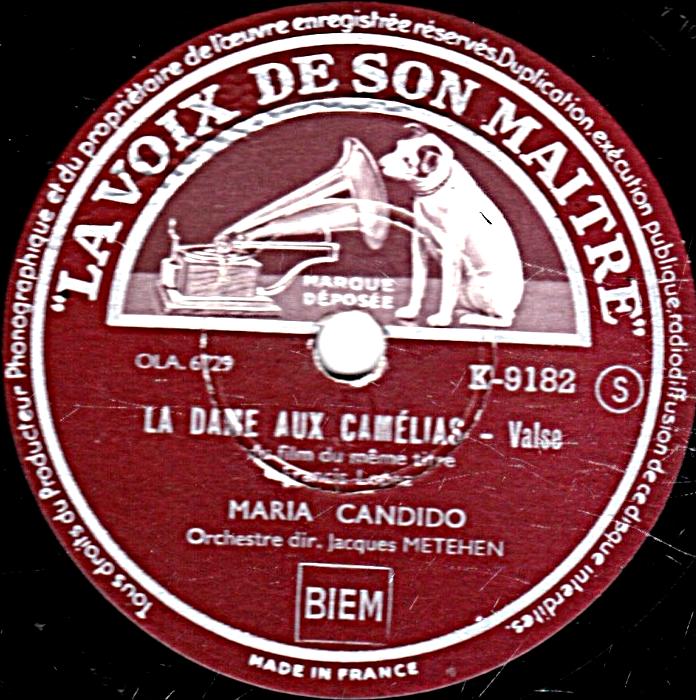 Tous droits du Producteur Phonographique et du propriétaire de l'œuvre enregistrée réservés. Duplication, exécution publique, radiodiffusion de ce disque interdites.
"LA VOIX DE SON MAITRE"
MARQUE
DÉPOSÉE
OLA. 6729
K-9182 S
LA DAME AUX CAMÉLIAS - Valse
du film du même titre
Francis Lopez
MARIA CANDIDO
Orchestre dir. Jacques METEHEN
BIEM
MADE IN FRANCE